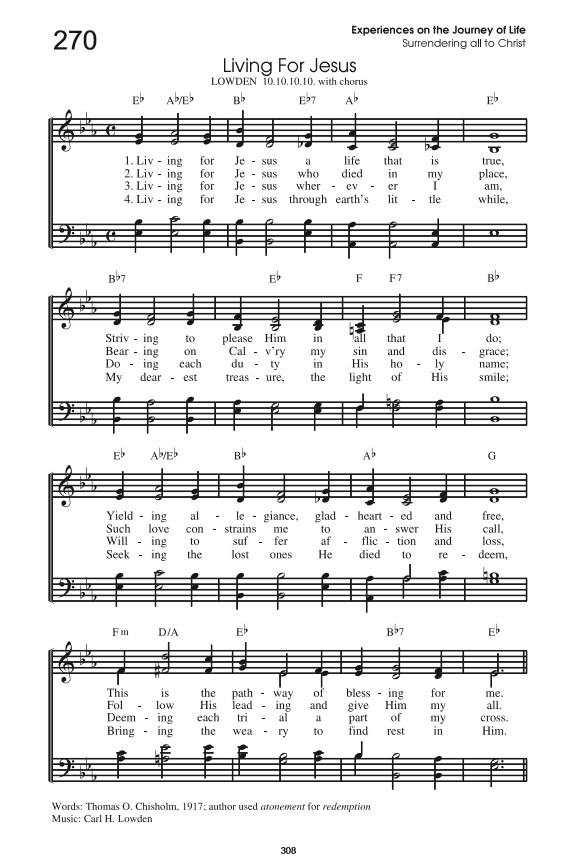 270
Experiences on the Journey of Life
Surrendering all to Christ
Living For Jesus
LOWDEN 10.10.10.10. with chorus
E♭ A♭/E♭ B♭ E♭7 A♭ E♭
1. Liv - ing for Je - sus a life that is true,
2. Liv - ing for Je - sus who died in my place,
3. Liv - ing for Je - sus wher - ev - er I am,
4. Liv - ing for Je - sus through earth's lit - tle while,
B♭7 E♭ F F7 B♭
Striv - ing to please Him in all that I do;
Bear - ing on Cal - v'ry my sin and dis - grace;
Do - ing each du - ty in His ho - ly name;
My dear - est treas - ure, the light of His smile;
E♭ A♭/E♭ B♭ A♭ G
Yield - ing al - le - giance, glad - heart - ed and free,
Such love con - strains me to an - swer His call,
Will - ing to suf - fer af - flic - tion and loss,
Seek - ing the lost ones He died to re - deem,
Fm D/A E♭ B♭7 E♭
This is the path - way of bless - ing for me.
Fol - low His lead - ing and give Him my all.
Deem - ing each tri - al a part of my cross.
Bring - ing the wea - ry to find rest in Him.
Words: Thomas O. Chisholm, 1917; author used atonement for redemption
Music: Carl H. Lowden
308